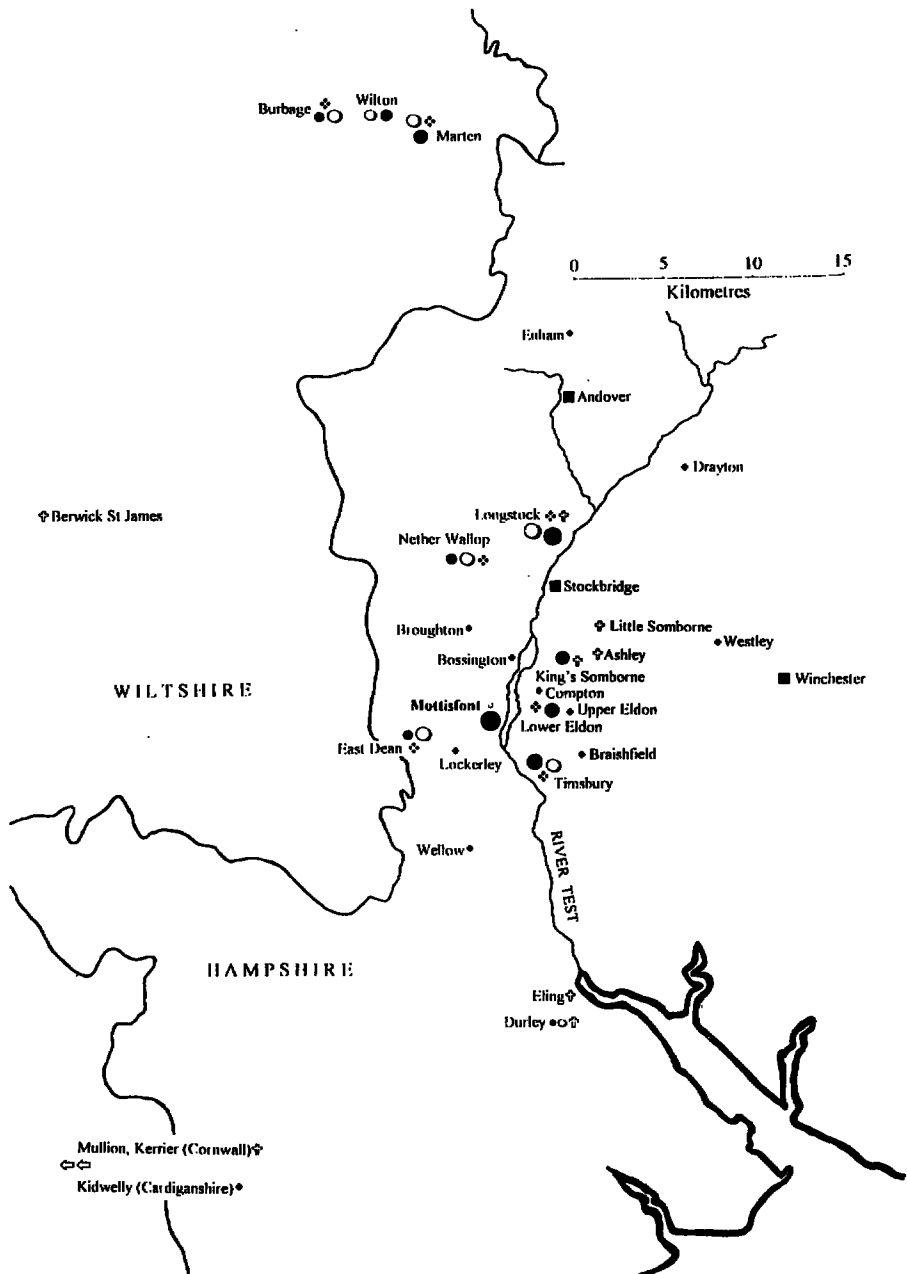 Burbage
Wilton
Marten
0 5 10 15
Kilometres
Enham
Andover
Drayton
Berwick St James
Longstock
Nether Wallop
Stockbridge
Little Somborne
Broughton
Westley
Bossington
Ashley
King's Somborne
Winchester
WILTSHIRE
Compton
Mottisfont
Upper Eldon
Lower Eldon
East Dean
Lockerley
Braishfield
Timsbury
Wellow
RIVER TEST
HAMPSHIRE
Eling
Durley
Mullion, Kerrier (Cornwall)
Kidwelly (Cardiganshire)